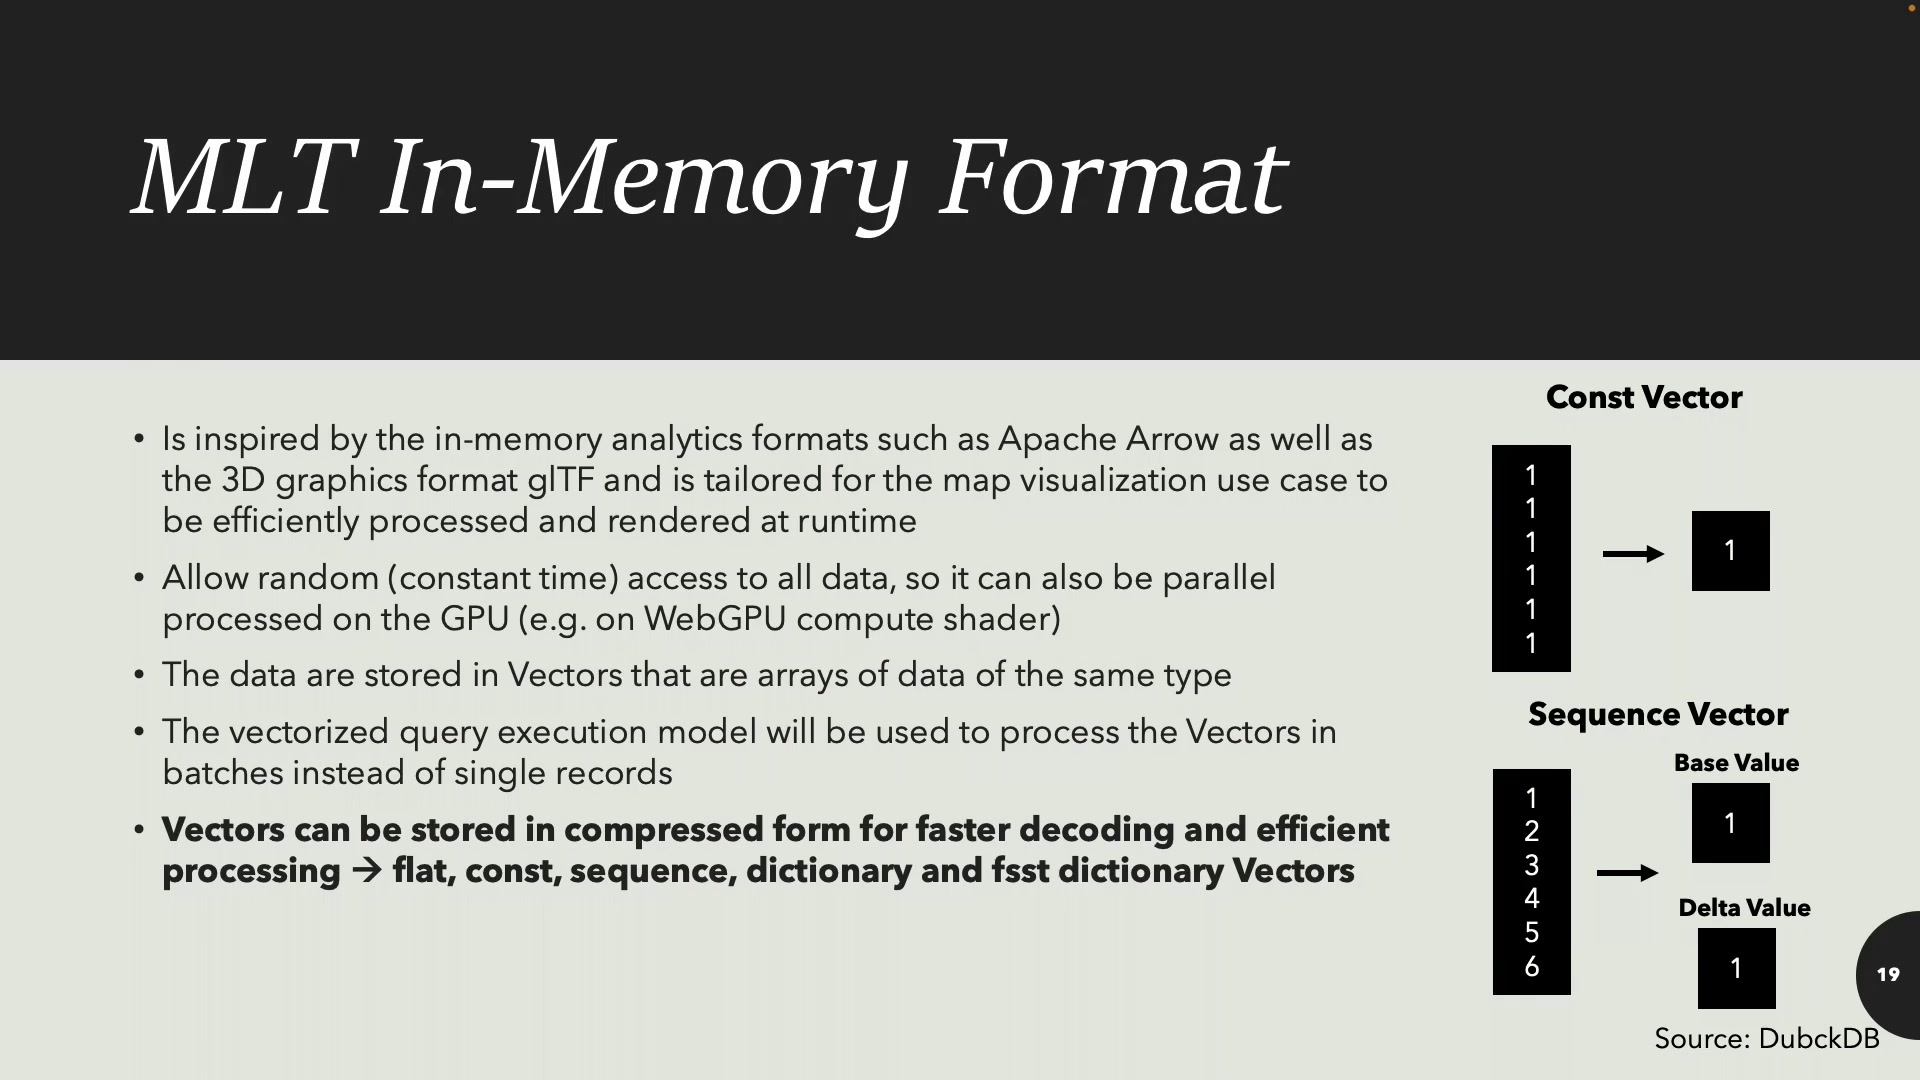 MLT In-Memory Format
• Is inspired by the in-memory analytics formats such as Apache Arrow as well as
the 3D graphics format glTF and is tailored for the map visualization use case to
be efficiently processed and rendered at runtime
• Allow random (constant time) access to all data, so it can also be parallel
processed on the GPU (e.g. on WebGPU compute shader)
• The data are stored in Vectors that are arrays of data of the same type
• The vectorized query execution model will be used to process the Vectors in
batches instead of single records
• Vectors can be stored in compressed form for faster decoding and efficient
processing → flat, const, sequence, dictionary and fsst dictionary Vectors
Const Vector
1
1
1
1
1
1
1
Sequence Vector
1
2
3
4
5
6
Base Value
1
Delta Value
1
19
Source: DubckDB